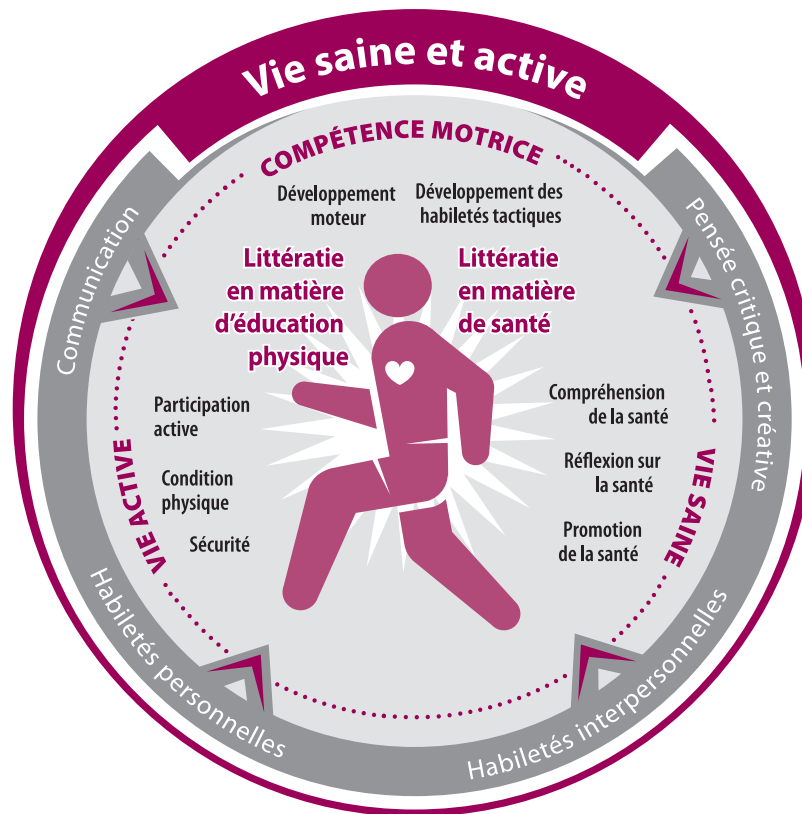 Vie saine et active
COMPÉTENCE MOTRICE
Développement
moteur
Développement des
habiletés tactiques
Littératie
en matière
d'éducation
physique
Littératie
en matière
de santé
Communication
Pensée critique et créative
Participation
active
Condition
physique
Sécurité
VIE ACTIVE
Compréhension
de la santé
Réflexion sur
la santé
Promotion
de la santé
VIE SAINE
Habiletés personnelles
Habiletés interpersonnelles